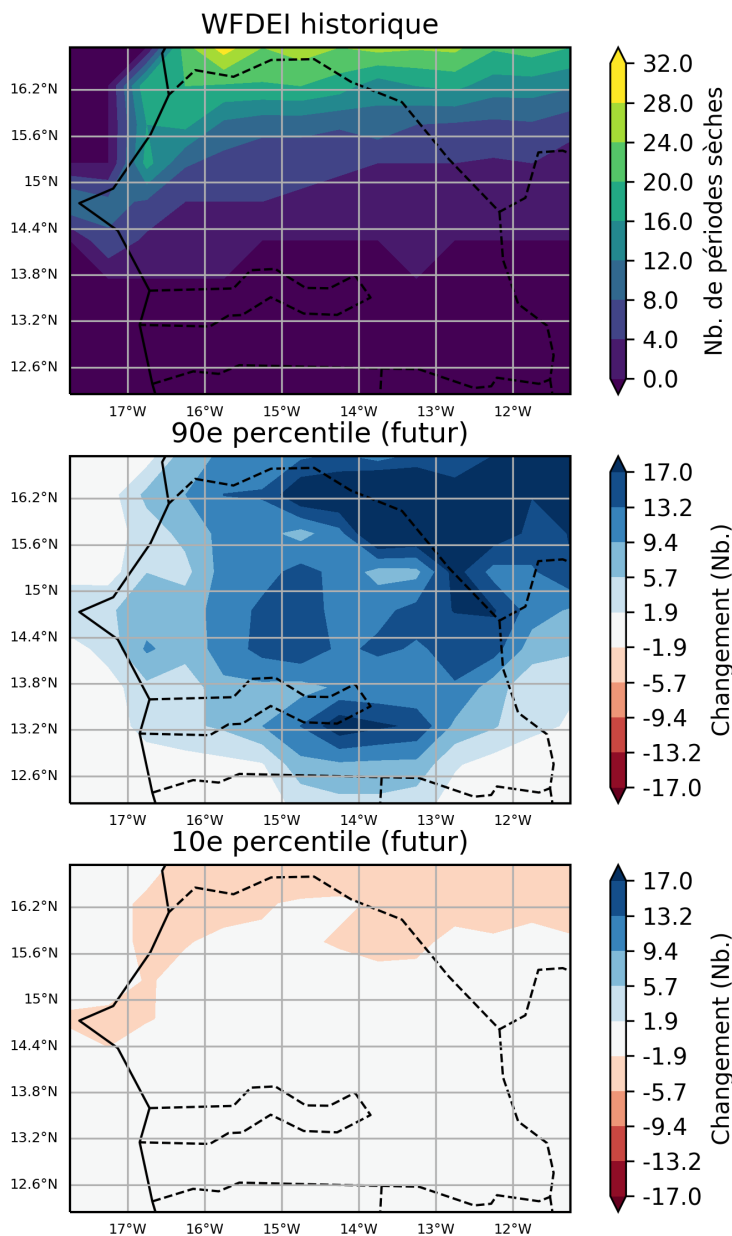 WFDEI historique
16.2°N
15.6°N
15°N
14.4°N
13.8°N
13.2°N
12.6°N
17°W 16°W 15°W 14°W 13°W 12°W
32.0
28.0
24.0
20.0
16.0
12.0
8.0
4.0
0.0
Nb. de périodes sèches
90e percentile (futur)
16.2°N
15.6°N
15°N
14.4°N
13.8°N
13.2°N
12.6°N
17°W 16°W 15°W 14°W 13°W 12°W
17.0
13.2
9.4
5.7
1.9
-1.9
-5.7
-9.4
-13.2
-17.0
Changement (Nb.)
10e percentile (futur)
16.2°N
15.6°N
15°N
14.4°N
13.8°N
13.2°N
12.6°N
17°W 16°W 15°W 14°W 13°W 12°W
17.0
13.2
9.4
5.7
1.9
-1.9
-5.7
-9.4
-13.2
-17.0
Changement (Nb.)